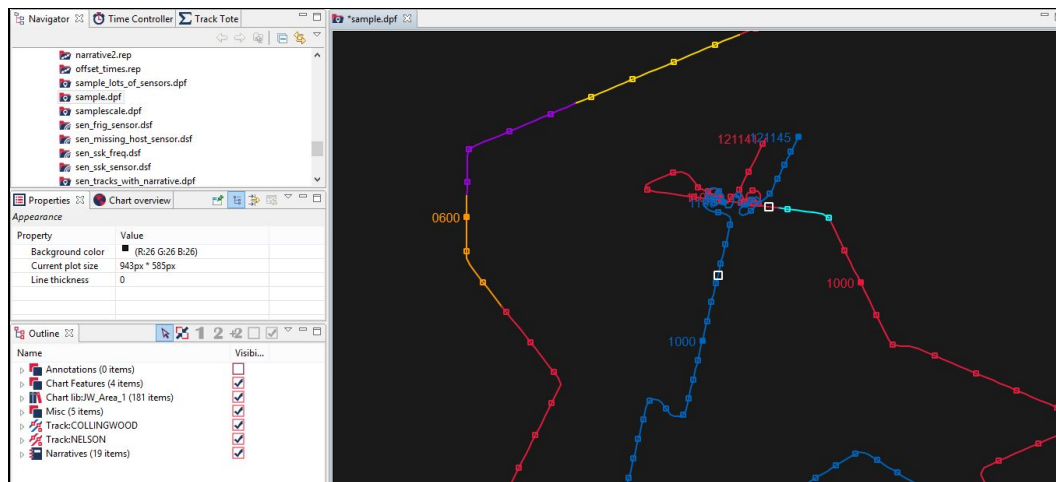 Navigator Time Controller Track Tote
narrative2.rep
offset_times.rep
sample_lots_of_sensors.dpf
sample.dpf
samplescale.dpf
sen_frig_sensor.dsf
sen_missing_host_sensor.dsf
sen_ssk_freq.dsf
sen_ssk_sensor.dsf
sen_tracks_with_narrative.dpf
Properties Chart overview
Appearance
Property Value
Background color (R:26 G:26 B:26)
Current plot size 943px * 585px
Line thickness 0
Outline 1 2 +2
Name Visibi...
Annotations (0 items)
Chart Features (4 items)
Chart lib:JW_Area_1 (181 items)
Misc (5 items)
Track:COLLINGWOOD
Track:NELSON
Narratives (19 items)
*sample.dpf
121145
0600
1000
1000